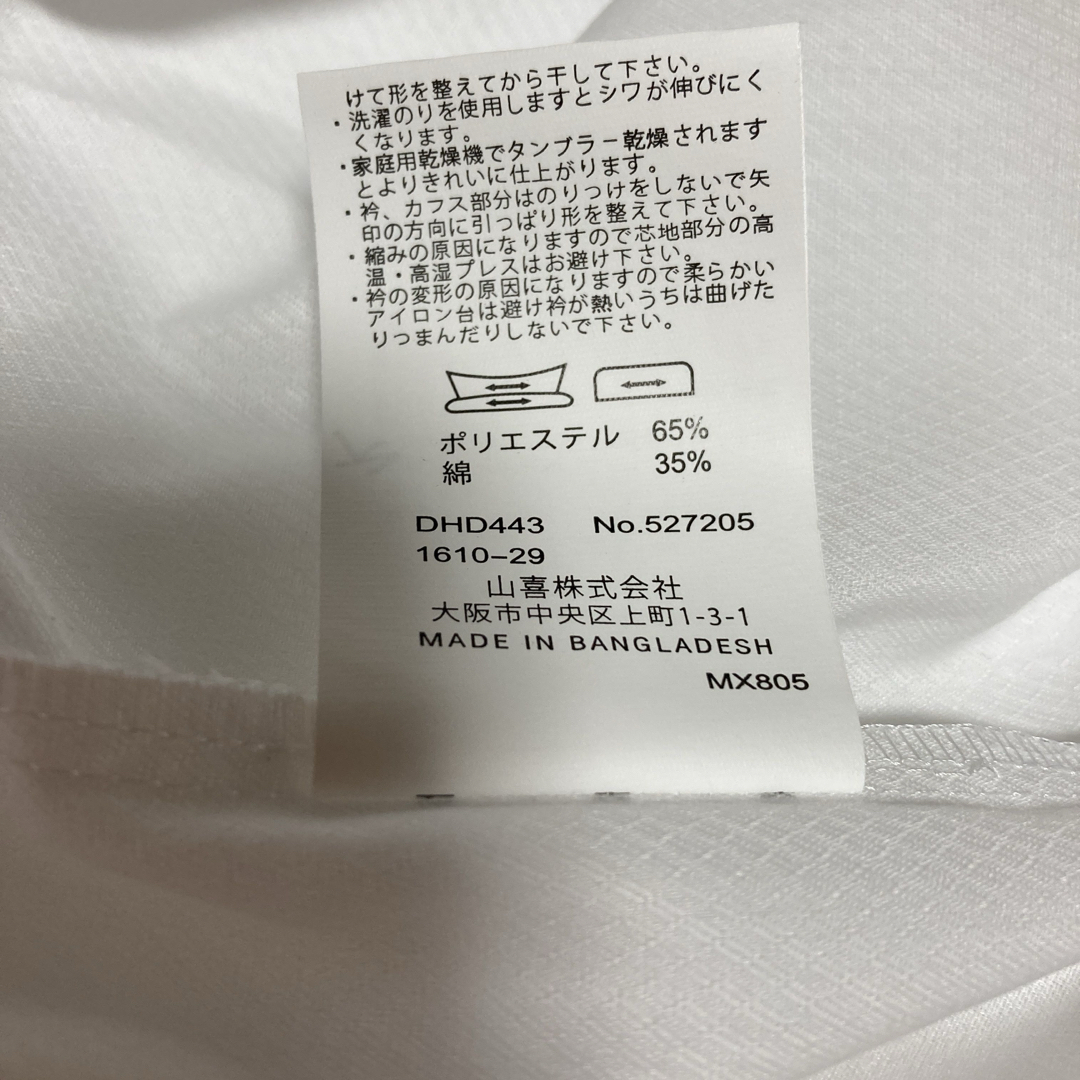 けて形を整えてから干して下さい。
・洗濯のりを使用しますとシワが伸びにく
くなります。
・家庭用乾燥機でタンブラー乾燥されます
とよりきれいに仕上がります。
・衿、カフス部分はのりつけをしないで矢
印の方向に引っぱり形を整えて下さい。
・縮みの原因になりますので芯地部分の高
温・高湿プレスはお避け下さい。
・衿の変形の原因になりますので柔らかい
アイロン台は避け衿が熱いうちは曲げた
りつまんだりしないで下さい。
ポリエステル 65%
綿 35%
DHD443 No.527205
1610-29
山喜株式会社
大阪市中央区上町1-3-1
MADE IN BANGLADESH
MX805